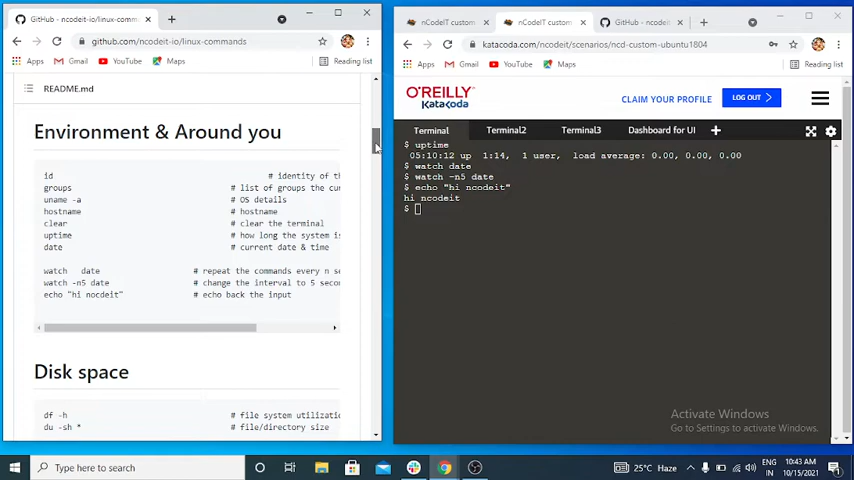 GitHub - ncodeit-io/linux-comm
github.com/ncodeit-io/linux-commands
Apps
Gmail
YouTube
Maps
Reading list
README.md
Environment & Around you
id # identity of th
groups # list of groups the cur
uname -a # OS details
hostname # hostname
clear # clear the terminal
uptime # how long the system is
date # current date & time
watch date # repeat the commands every n se
watch -n5 date # change the interval to 5 secon
echo "hi nocdeit" # echo back the input
Disk space
df -h # file system utilizatio
du -sh * # file/directory size
nCodeIT custom
nCodeIT custom
GitHub - ncodeit
katacoda.com/ncodeit/scenarios/ncd-custom-ubuntu1804
Apps
Gmail
YouTube
Maps
Reading list
O'REILLY
Katacoda
CLAIM YOUR PROFILE
LOG OUT
Terminal
Terminal2
Terminal3
Dashboard for UI
$ uptime
05:10:12 up 1:14, 1 user, load average: 0.00, 0.00, 0.00
$ watch date
$ watch -n5 date
$ echo "hi ncodeit"
hi ncodeit
$
Activate Windows
Go to Settings to activate Windows.
Type here to search
25°C Haze
ENG
IN
10:43 AM
10/15/2021
1